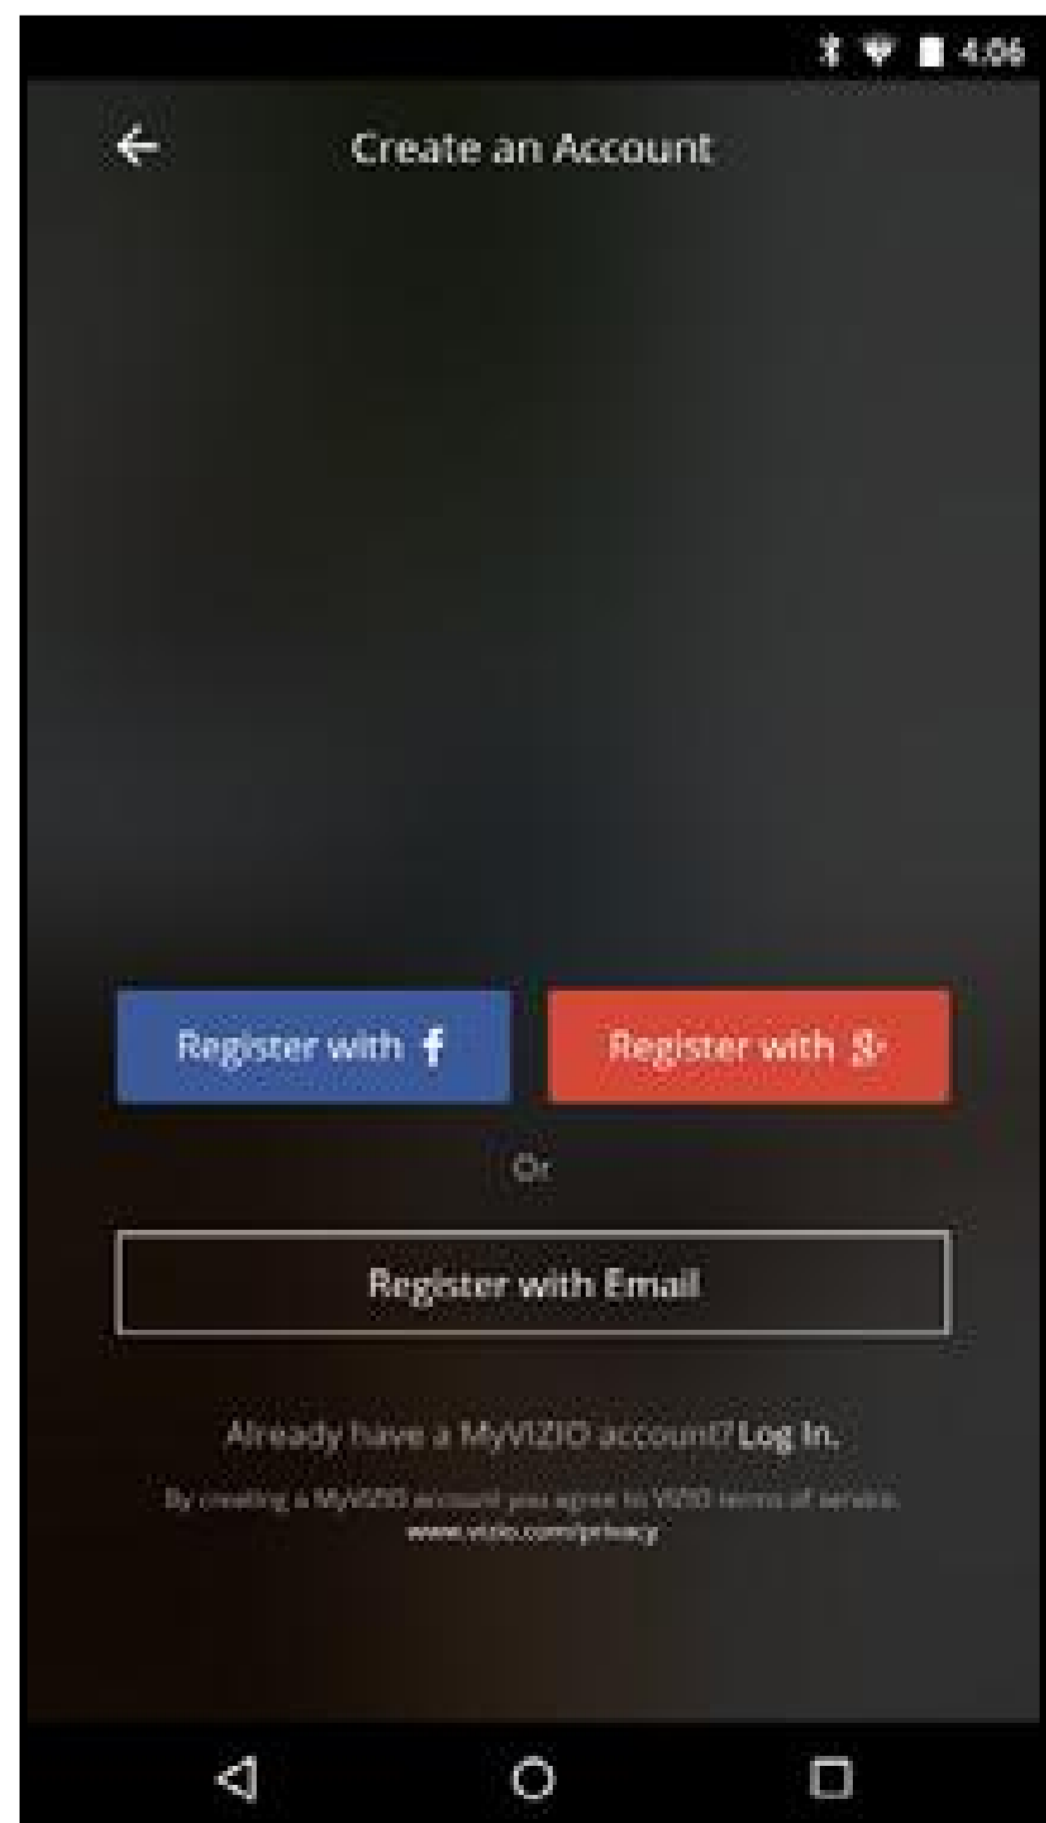 4:06
Create an Account
Register with f
Register with g+
Or
Register with Email
Already have a MyVIZIO account? Log In.
By creating a MyVIZIO account you agree to VIZIO terms of service.
www.vizio.com/privacy